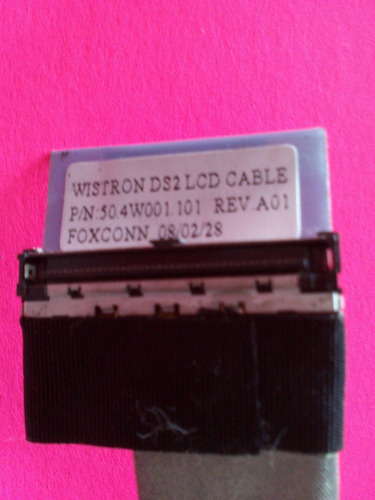 WISTRON DS2 LCD CABLE
P/N:50.4W001.101 REV.A01
FOXCONN 08/02/28